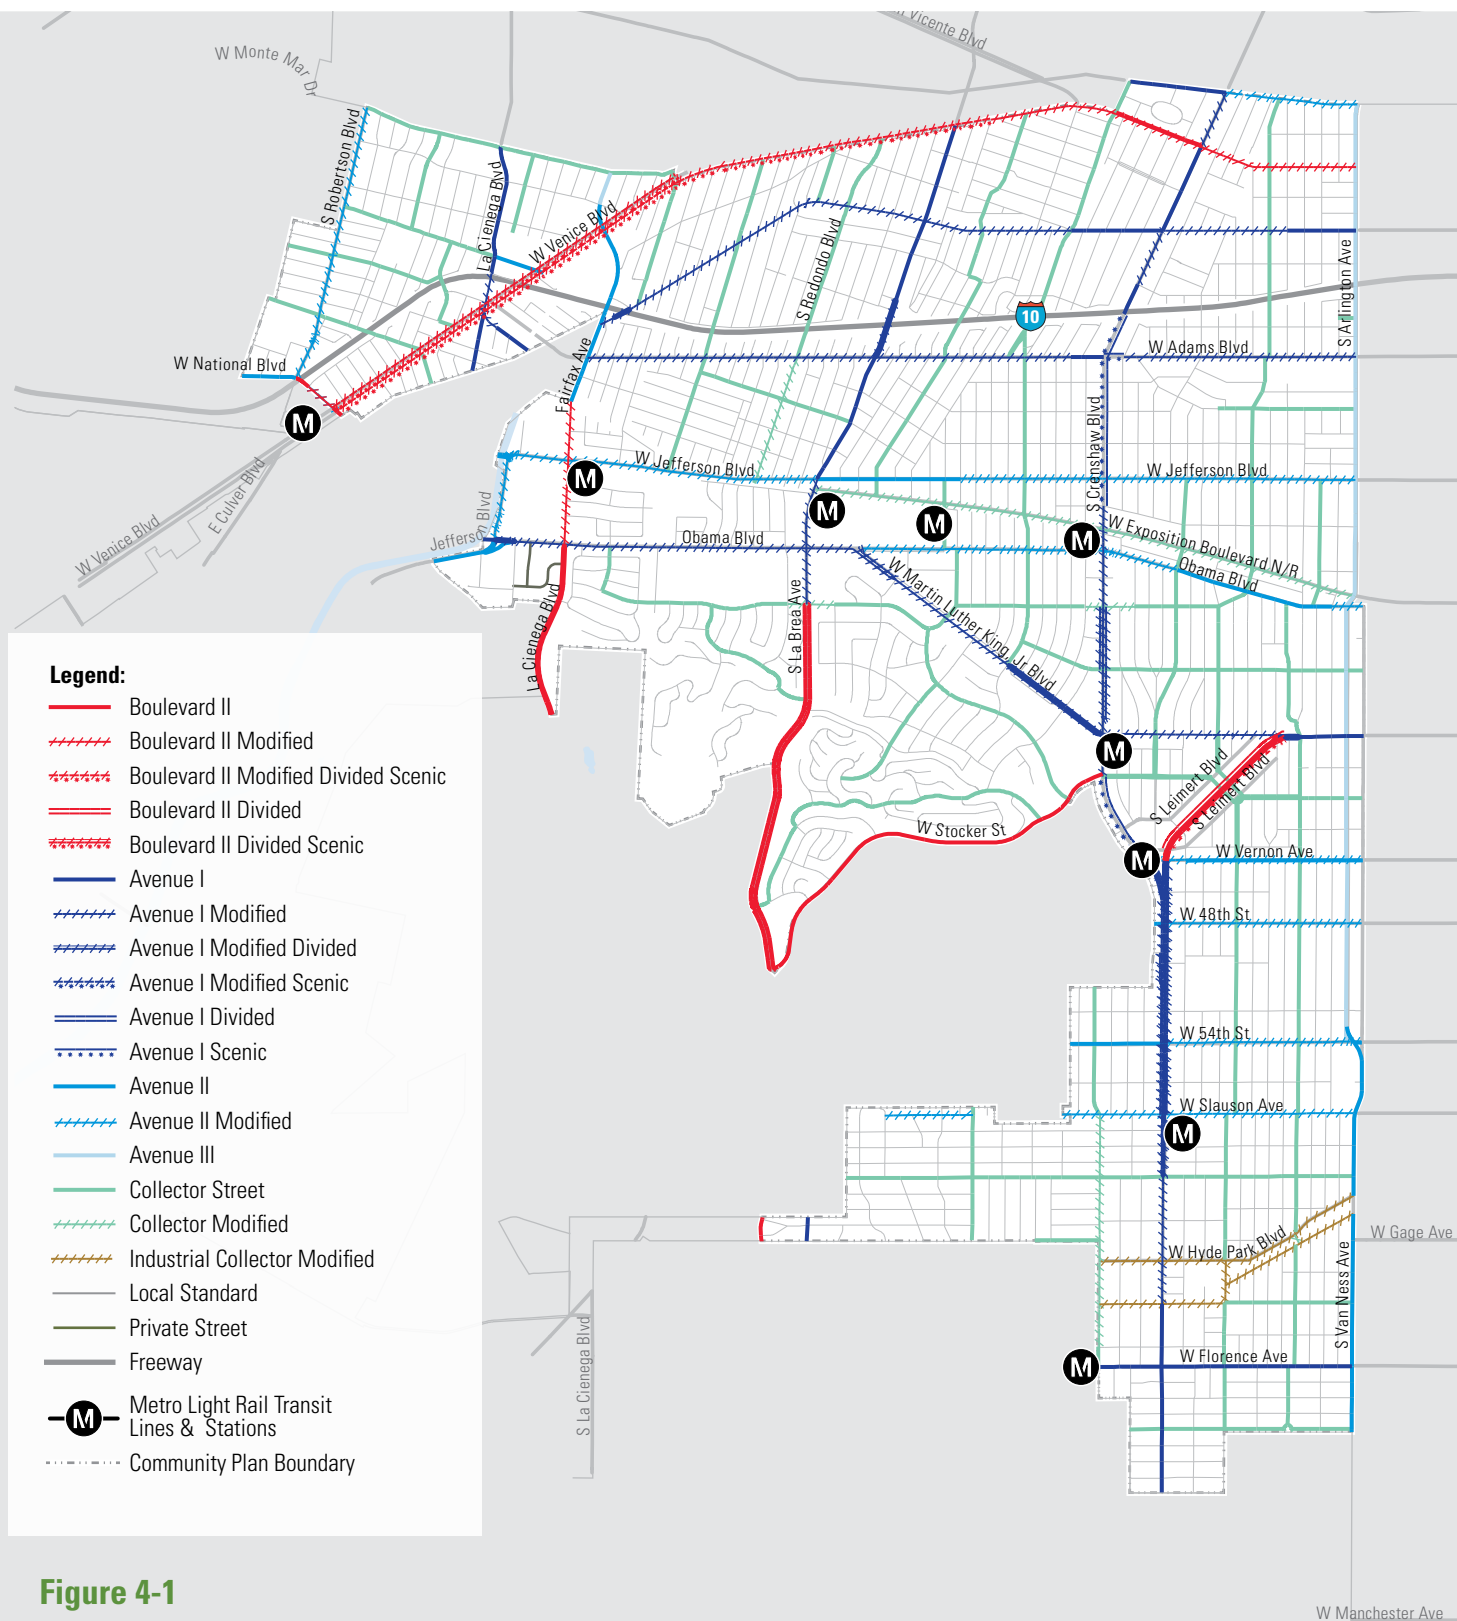 n Vicente Blvd
W Monte Mar Dr
S Robertson Blvd
La Cienega Blvd
W Venice Blvd
S Redondo Blvd
S Arlington Ave
10
W Adams Blvd
W National Blvd
Fairfax Ave
M
S Crenshaw Blvd
W Jefferson Blvd
W Jefferson Blvd
M
E Culver Blvd
W Venice Blvd
Jefferson Blvd
M
M
M
W Exposition Boulevard N/R
Obama Blvd
Obama Blvd
W Martin Luther King, Jr Blvd
S La Brea Ave
La Cienega Blvd
M
S Leimert Blvd
S Leimert Blvd
W Stocker St
M
W Vernon Ave
W 48th St
W 54th St
W Slauson Ave
M
W Hyde Park Blvd
W Gage Ave
S Van Ness Ave
W Florence Ave
M
S La Cienega Blvd
W Manchester Ave
Legend:
Boulevard II
Boulevard II Modified
Boulevard II Modified Divided Scenic
Boulevard II Divided
Boulevard II Divided Scenic
Avenue I
Avenue I Modified
Avenue I Modified Divided
Avenue I Modified Scenic
Avenue I Divided
Avenue I Scenic
Avenue II
Avenue II Modified
Avenue III
Collector Street
Collector Modified
Industrial Collector Modified
Local Standard
Private Street
Freeway
M
Metro Light Rail Transit
Lines & Stations
Community Plan Boundary
Figure 4-1